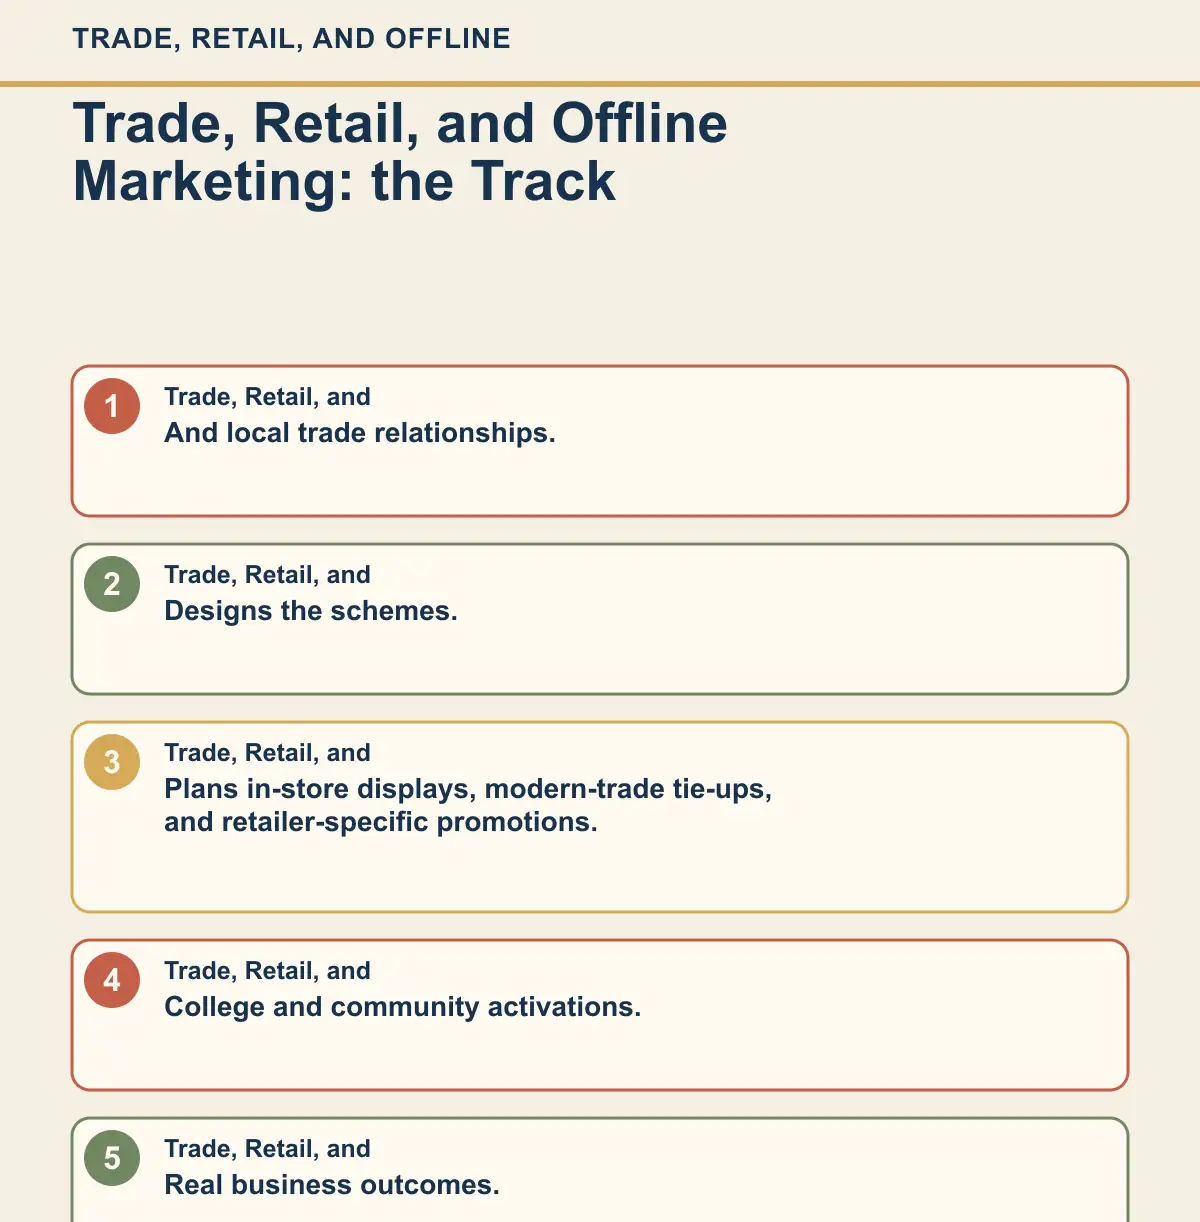 TRADE, RETAIL, AND OFFLINE
Trade, Retail, and Offline
Marketing: the Track
1
Trade, Retail, and
And local trade relationships.
2
Trade, Retail, and
Designs the schemes.
3
Trade, Retail, and
Plans in-store displays, modern-trade tie-ups,
and retailer-specific promotions.
4
Trade, Retail, and
College and community activations.
5
Trade, Retail, and
Real business outcomes.